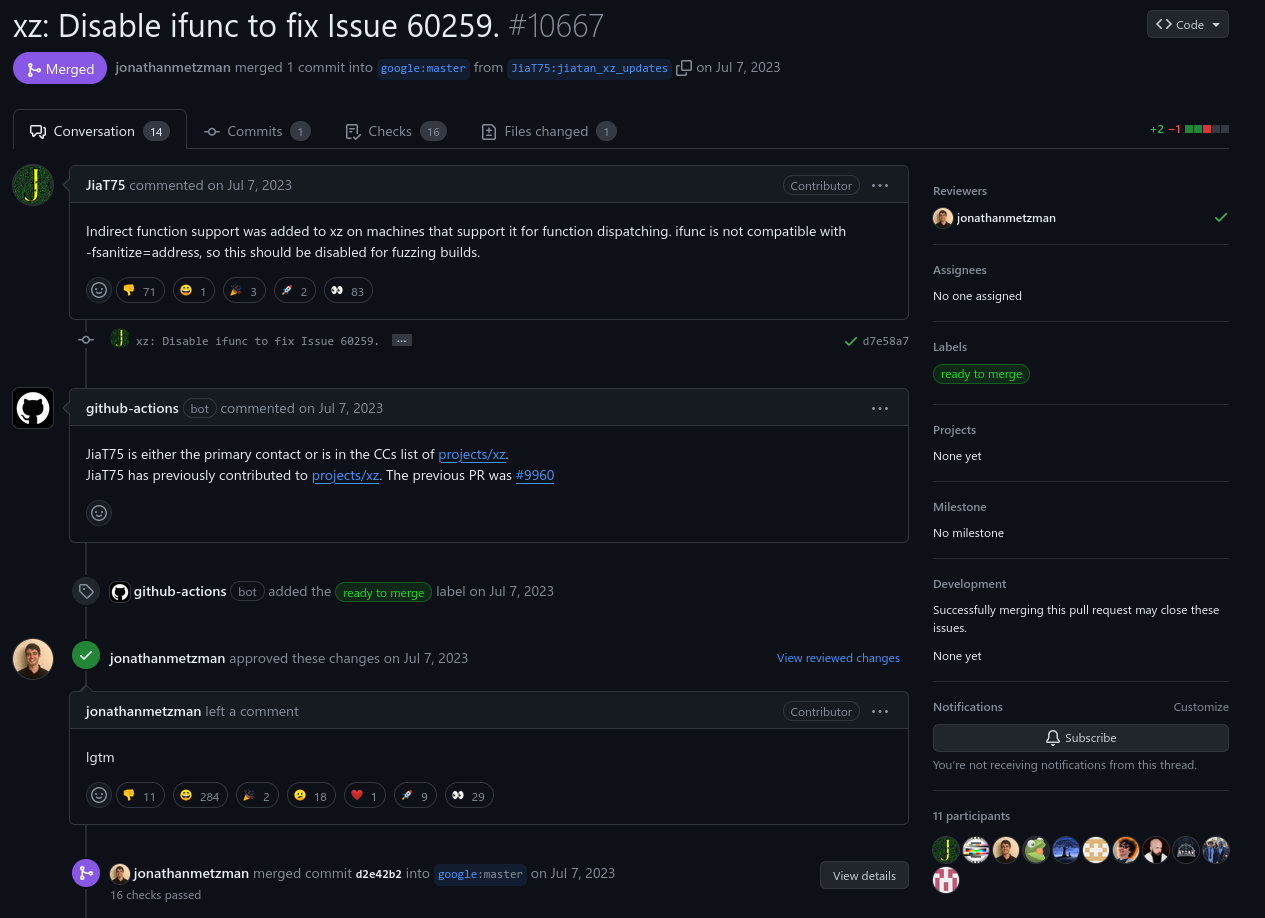 xz: Disable ifunc to fix Issue 60259. #10667
Code
Merged
jonathanmetzman merged 1 commit into google:master from JiaT75:jiatan_xz_updates on Jul 7, 2023
Conversation 14
Commits 1
Checks 16
Files changed 1
+2 −1
JiaT75 commented on Jul 7, 2023
Contributor
Indirect function support was added to xz on machines that support it for function dispatching. ifunc is not compatible with
-fsanitize=address, so this should be disabled for fuzzing builds.
👎 71 😄 1 🎉 3 🚀 2 👀 83
xz: Disable ifunc to fix Issue 60259. …
d7e58a7
github-actions bot commented on Jul 7, 2023
JiaT75 is either the primary contact or is in the CCs list of projects/xz.
JiaT75 has previously contributed to projects/xz. The previous PR was #9960
github-actions bot added the ready to merge label on Jul 7, 2023
jonathanmetzman approved these changes on Jul 7, 2023
View reviewed changes
jonathanmetzman left a comment
Contributor
lgtm
👎 11 😄 284 🎉 2 😕 18 ❤️ 1 🚀 9 👀 29
jonathanmetzman merged commit d2e42b2 into google:master on Jul 7, 2023
16 checks passed
View details
Reviewers
jonathanmetzman
Assignees
No one assigned
Labels
ready to merge
Projects
None yet
Milestone
No milestone
Development
Successfully merging this pull request may close these
issues.
None yet
Notifications
Customize
Subscribe
You're not receiving notifications from this thread.
11 participants